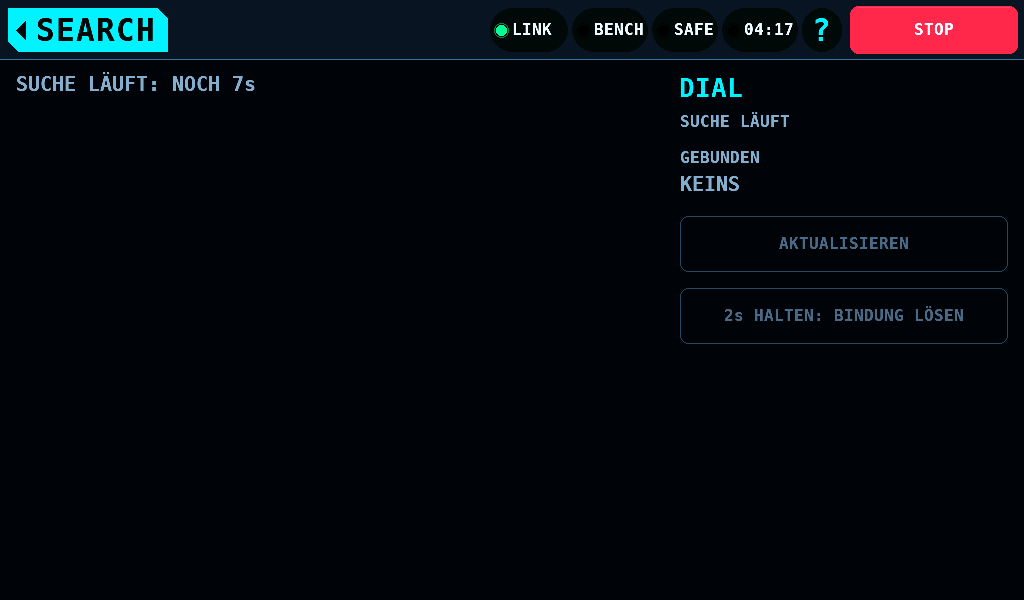 SEARCH
LINK
BENCH
SAFE
04:17
?
STOP
SUCHE LÄUFT: NOCH 7s
DIAL
SUCHE LÄUFT
GEBUNDEN
KEINS
AKTUALISIEREN
2s HALTEN: BINDUNG LÖSEN